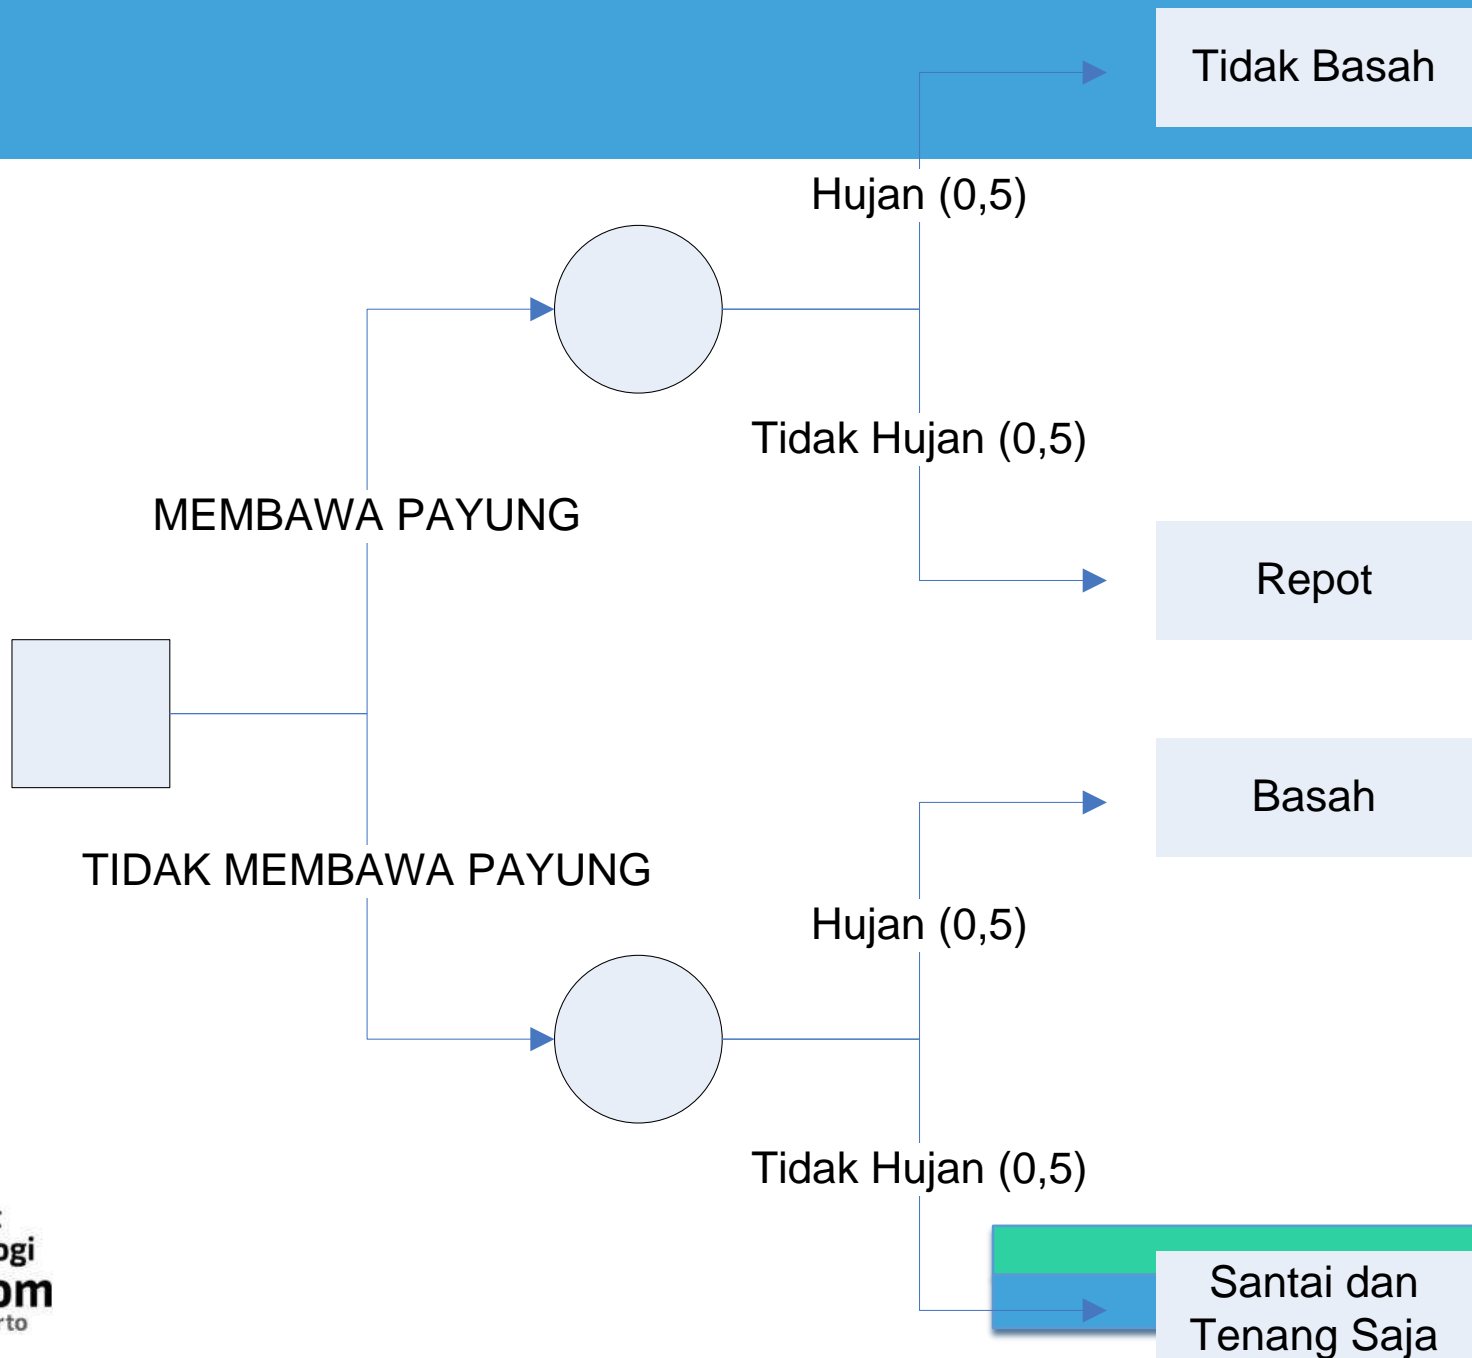 Tidak Basah
Hujan (0,5)
Tidak Hujan (0,5)
MEMBAWA PAYUNG
Repot
Basah
TIDAK MEMBAWA PAYUNG
Hujan (0,5)
Tidak Hujan (0,5)
Santai dan
Tenang Saja